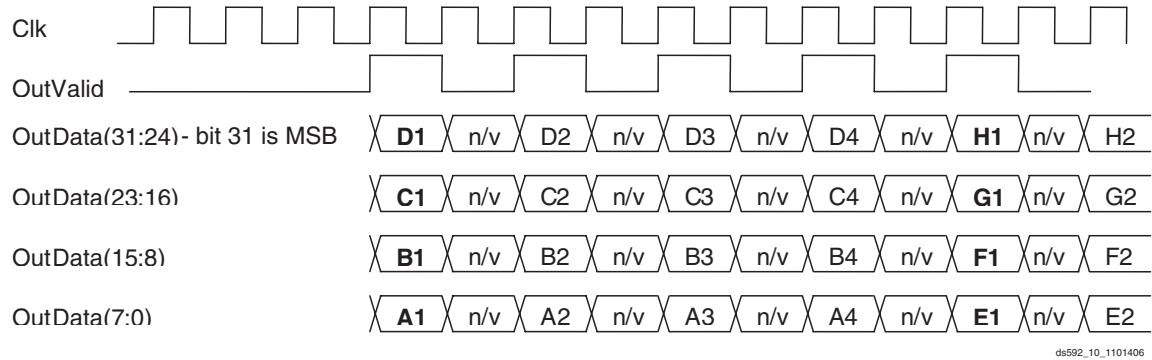 Clk
OutValid
OutData(31:24)- bit 31 is MSB D1 n/v D2 n/v D3 n/v D4 n/v H1 n/v H2
OutData(23:16) C1 n/v C2 n/v C3 n/v C4 n/v G1 n/v G2
OutData(15:8) B1 n/v B2 n/v B3 n/v B4 n/v F1 n/v F2
OutData(7:0) A1 n/v A2 n/v A3 n/v A4 n/v E1 n/v E2
ds592_10_1101406